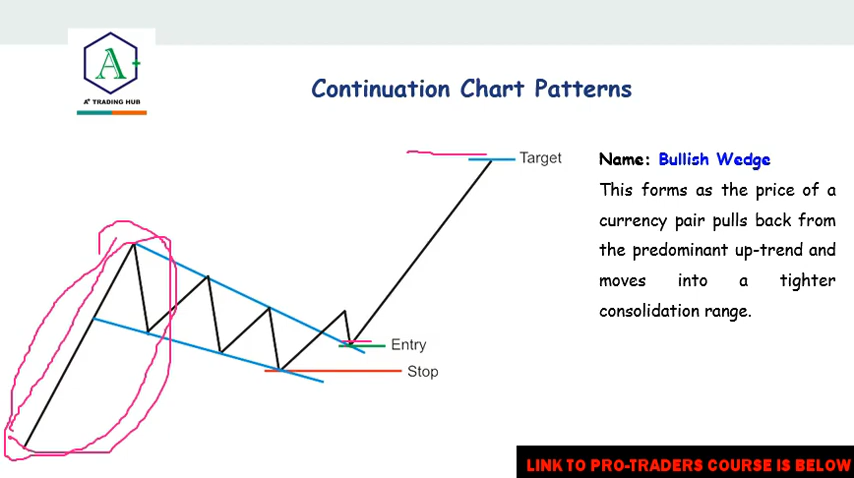 A+
A+ TRADING HUB
Continuation Chart Patterns
Target
Entry
Stop
Name: Bullish Wedge
This forms as the price of a
currency pair pulls back from
the predominant up-trend and
moves into a tighter
consolidation range.
LINK TO PRO-TRADERS COURSE IS BELOW